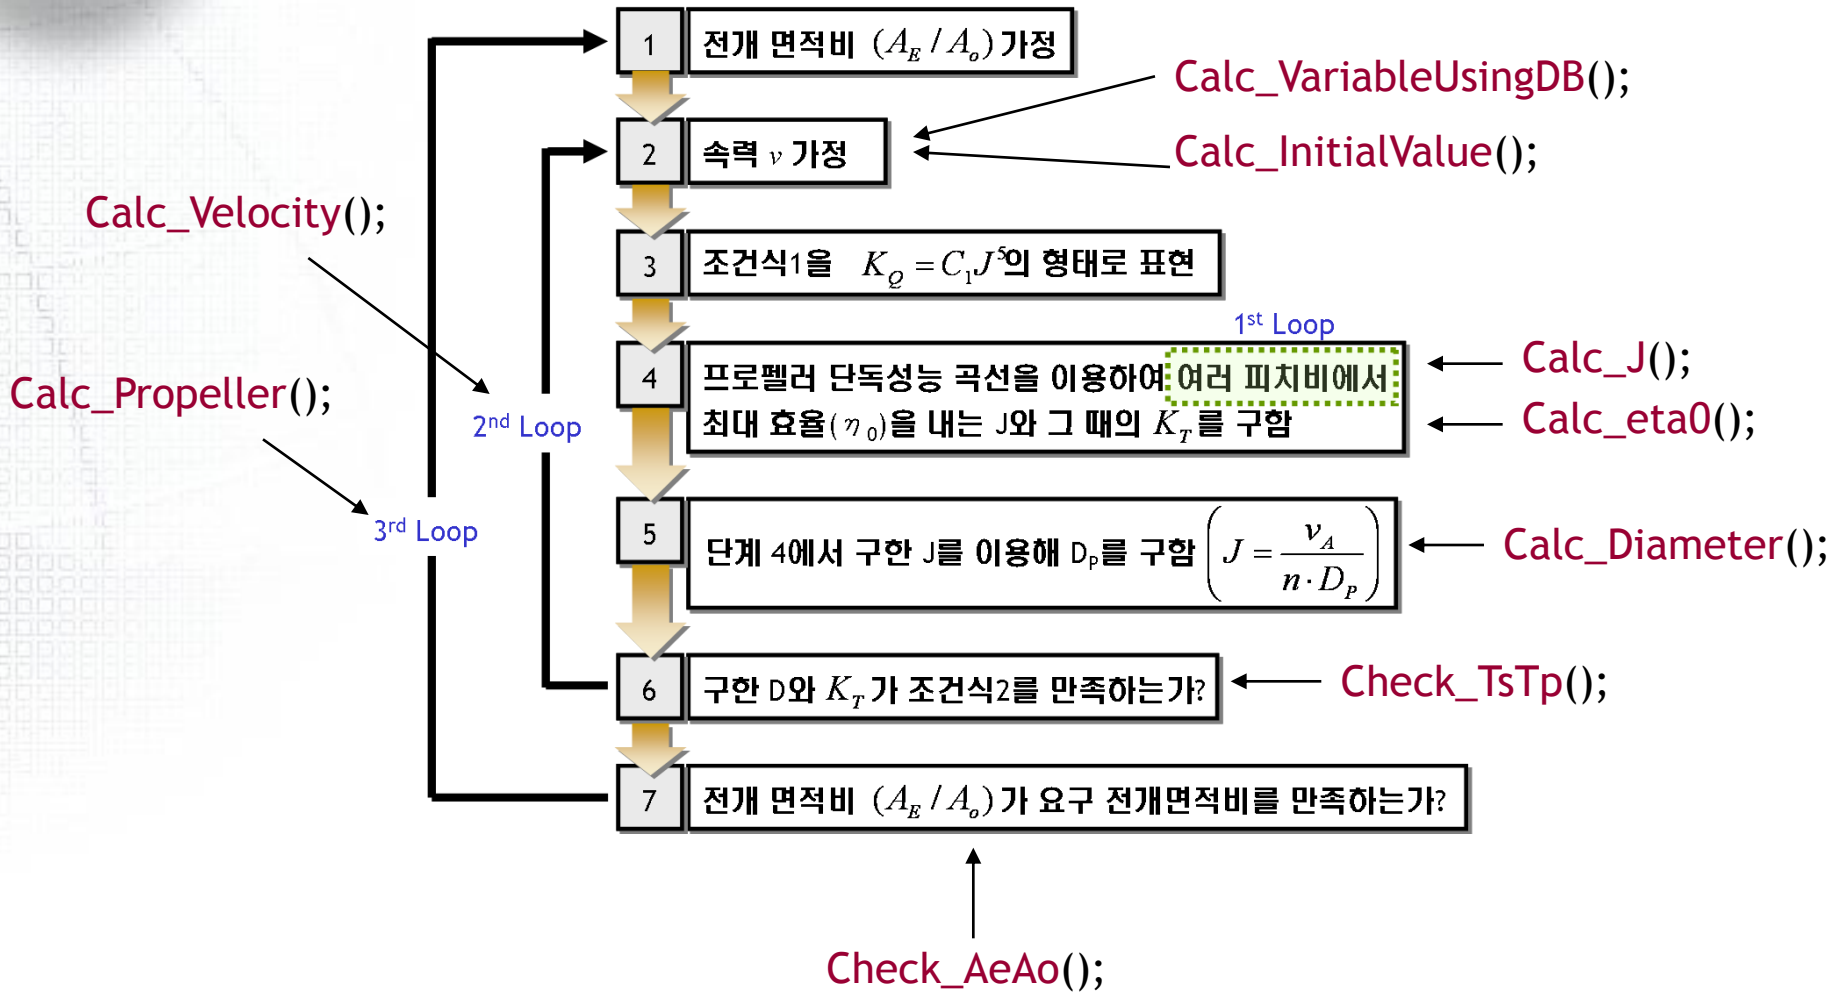 1
전개 면적비 (A_E / A_o) 가정
Calc_VariableUsingDB();
2
속력 v 가정
Calc_InitialValue();
Calc_Velocity();
3
조건식1을 K_Q = C_1 J^5의 형태로 표현
1st Loop
4
프로펠러 단독성능 곡선을 이용하여 여러 피치비에서
최대 효율(η_0)을 내는 J와 그 때의 K_T를 구함
Calc_J();
Calc_eta0();
Calc_Propeller();
2nd Loop
3rd Loop
5
단계 4에서 구한 J를 이용해 D_P를 구함 (J = v_A / (n · D_P))
Calc_Diameter();
6
구한 D와 K_T가 조건식2를 만족하는가?
Check_TsTp();
7
전개 면적비 (A_E / A_o)가 요구 전개면적비를 만족하는가?
Check_AeAo();